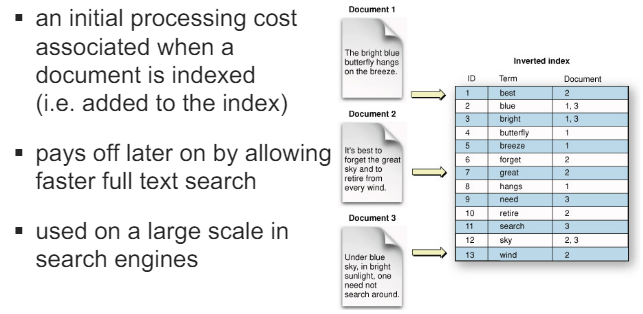 ▪ an initial processing cost
associated when a
document is indexed
(i.e. added to the index)
▪ pays off later on by allowing
faster full text search
▪ used on a large scale in
search engines
Document 1
The bright blue
butterfly hangs
on the breeze.
Document 2
It's best to
forget the great
sky and to
retire from
every wind.
Document 3
Under blue
sky, in bright
sunlight, one
need not
search around.
Inverted index
ID Term Document
1 best 2
2 blue 1, 3
3 bright 1, 3
4 butterfly 1
5 breeze 1
6 forget 2
7 great 2
8 hangs 1
9 need 3
10 retire 2
11 search 3
12 sky 2, 3
13 wind 2